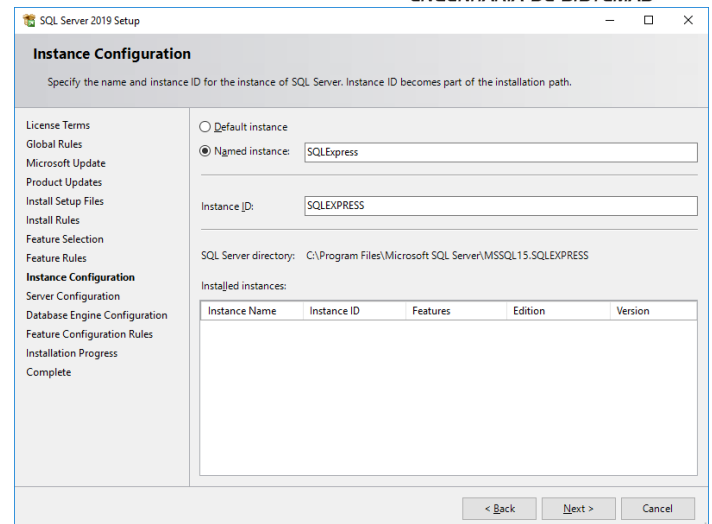 SQL Server 2019 Setup
Instance Configuration
Specify the name and instance ID for the instance of SQL Server. Instance ID becomes part of the installation path.
License Terms
Global Rules
Microsoft Update
Product Updates
Install Setup Files
Install Rules
Feature Selection
Feature Rules
Instance Configuration
Server Configuration
Database Engine Configuration
Feature Configuration Rules
Installation Progress
Complete
Default instance
Named instance: SQLExpress
Instance ID: SQLEXPRESS
SQL Server directory: C:\Program Files\Microsoft SQL Server\MSSQL15.SQLEXPRESS
Installed instances:
Instance Name Instance ID Features Edition Version
< Back Next > Cancel